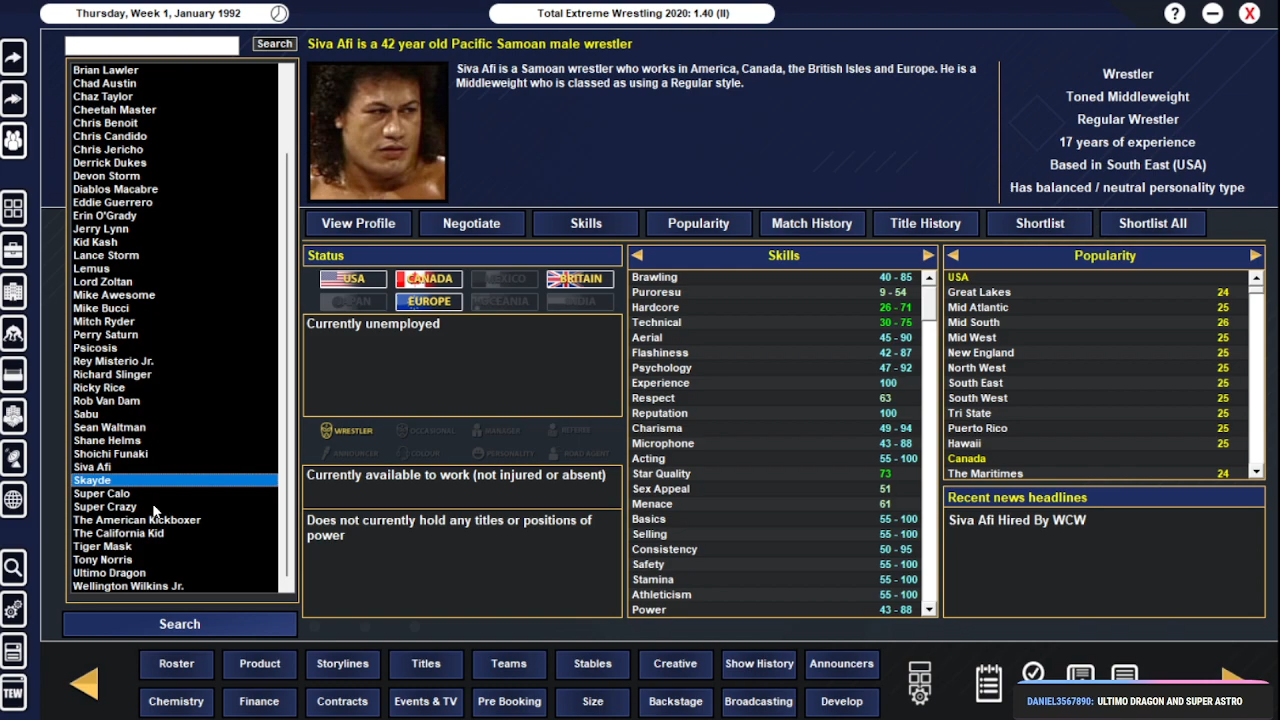 Thursday, Week 1, January 1992
Total Extreme Wrestling 2020: 1.40 (II)
? X
Search
Siva Afi is a 42 year old Pacific Samoan male wrestler
Siva Afi is a Samoan wrestler who works in America, Canada, the British Isles and Europe. He is a
Middleweight who is classed as using a Regular style.
Wrestler
Toned Middleweight
Regular Wrestler
17 years of experience
Based in South East (USA)
Has balanced / neutral personality type
Brian Lawler
Chad Austin
Chaz Taylor
Cheetah Master
Chris Benoit
Chris Candido
Chris Jericho
Derrick Dukes
Devon Storm
Diablos Macabre
Eddie Guerrero
Erin O'Grady
Jerry Lynn
Kid Kash
Lance Storm
Lemus
Lord Zoltan
Mike Awesome
Mike Bucci
Mitch Ryder
Perry Saturn
Psicosis
Rey Misterio Jr.
Richard Slinger
Ricky Rice
Rob Van Dam
Sabu
Sean Waltman
Shane Helms
Shoichi Funaki
Siva Afi
Skayde
Super Calo
Super Crazy
The American Kickboxer
The California Kid
Tiger Mask
Tony Norris
Ultimo Dragon
Wellington Wilkins Jr.
Search
View Profile Negotiate Skills Popularity Match History Title History Shortlist Shortlist All
Status
USA CANADA MEXICO BRITAIN
JAPAN EUROPE OCEANIA INDIA
Currently unemployed
WRESTLER OCCASIONAL MANAGER REFEREE
ANNOUNCER COLOUR PERSONALITY ROAD AGENT
Currently available to work (not injured or absent)
Does not currently hold any titles or positions of
power
Skills
Brawling 40 - 85
Puroresu 9 - 54
Hardcore 26 - 71
Technical 30 - 75
Aerial 45 - 90
Flashiness 42 - 87
Psychology 47 - 92
Experience 100
Respect 63
Reputation 100
Charisma 49 - 94
Microphone 43 - 88
Acting 55 - 100
Star Quality 73
Sex Appeal 51
Menace 61
Basics 55 - 100
Selling 55 - 100
Consistency 50 - 95
Safety 55 - 100
Stamina 55 - 100
Athleticism 55 - 100
Power 43 - 88
Popularity
USA
Great Lakes 24
Mid Atlantic 25
Mid South 26
Mid West 25
New England 25
North West 25
South East 25
South West 25
Tri State 25
Puerto Rico 25
Hawaii 25
Canada
The Maritimes 24
Recent news headlines
Siva Afi Hired By WCW
Roster Product Storylines Titles Teams Stables Creative Show History Announcers
Chemistry Finance Contracts Events & TV Pre Booking Size Backstage Broadcasting Develop
TEW
DANIEL3567890: ULTIMO DRAGON AND SUPER ASTRO